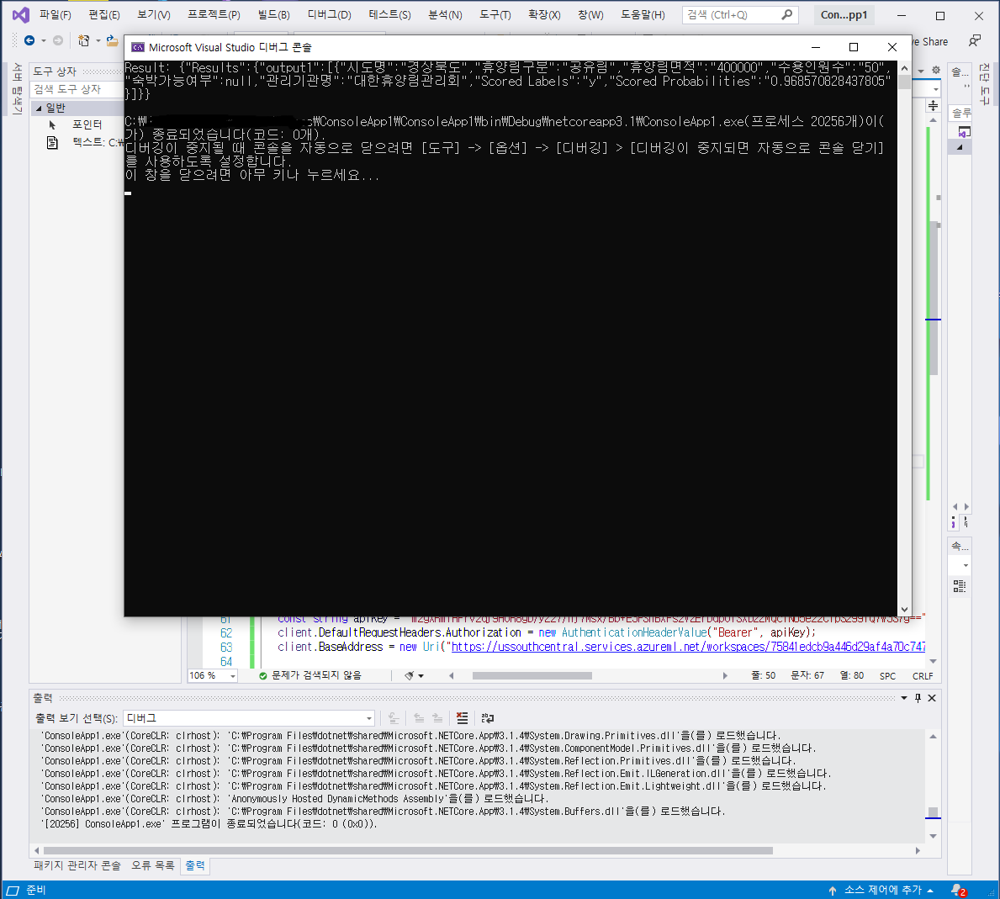 파일(F) 편집(E) 보기(V) 프로젝트(P) 빌드(B) 디버그(D) 테스트(S) 분석(N) 도구(T) 확장(X) 창(W) 도움말(H) 검색 (Ctrl+Q) Con...pp1
Share
서버 탐색기
도구 상자
검색 도구 상자
일반
포인터
텍스트: C:₩
Microsoft Visual Studio 디버그 콘솔
Result: {"Results":{"output1":[{"시도명":"경상북도","휴양림구분":"공유림","휴양림면적":"400000","수용인원수":"50",
"숙박가능여부":null,"관리기관명":"대한휴양림관리회","Scored Labels":"y","Scored Probabilities":"0.968570828437805"
}]}}
C:₩ ₩ConsoleApp1₩ConsoleApp1₩bin₩Debug₩netcoreapp3.1₩ConsoleApp1.exe(프로세스 20256개)이(
가) 종료되었습니다(코드: 0개).
디버깅이 중지될 때 콘솔을 자동으로 닫으려면 [도구] -> [옵션] -> [디버깅] > [디버깅이 중지되면 자동으로 콘솔 닫기]
를 사용하도록 설정합니다.
이 창을 닫으려면 아무 키나 누르세요...
솔...
진단 도구
솔루
속...
61 const string apiKey =
62 client.DefaultRequestHeaders.Authorization = new AuthenticationHeaderValue("Bearer", apiKey);
63 client.BaseAddress = new Uri("https://ussouthcentral.services.azureml.net/workspaces/75841edcb9a446d29af4a70c747
64
106 % 문제가 검색되지 않음 줄: 50 문자: 67 열: 80 SPC CRLF
출력
출력 보기 선택(S): 디버그
'ConsoleApp1.exe'(CoreCLR: clrhost): 'C:₩Program Files₩dotnet₩shared₩Microsoft.NETCore.App₩3.1.4₩System.Drawing.Primitives.dll'을(를) 로드했습니다.
'ConsoleApp1.exe'(CoreCLR: clrhost): 'C:₩Program Files₩dotnet₩shared₩Microsoft.NETCore.App₩3.1.4₩System.ComponentModel.Primitives.dll'을(를) 로드했습니다.
'ConsoleApp1.exe'(CoreCLR: clrhost): 'C:₩Program Files₩dotnet₩shared₩Microsoft.NETCore.App₩3.1.4₩System.Reflection.Primitives.dll'을(를) 로드했습니다.
'ConsoleApp1.exe'(CoreCLR: clrhost): 'C:₩Program Files₩dotnet₩shared₩Microsoft.NETCore.App₩3.1.4₩System.Reflection.Emit.ILGeneration.dll'을(를) 로드했습니다.
'ConsoleApp1.exe'(CoreCLR: clrhost): 'C:₩Program Files₩dotnet₩shared₩Microsoft.NETCore.App₩3.1.4₩System.Reflection.Emit.Lightweight.dll'을(를) 로드했습니다.
'ConsoleApp1.exe'(CoreCLR: clrhost): 'Anonymously Hosted DynamicMethods Assembly'을(를) 로드했습니다.
'ConsoleApp1.exe'(CoreCLR: clrhost): 'C:₩Program Files₩dotnet₩shared₩Microsoft.NETCore.App₩3.1.4₩System.Buffers.dll'을(를) 로드했습니다.
'[20256] ConsoleApp1.exe' 프로그램이 종료되었습니다(코드: 0 (0x0)).
패키지 관리자 콘솔 오류 목록 출력
준비 소스 제어에 추가 2